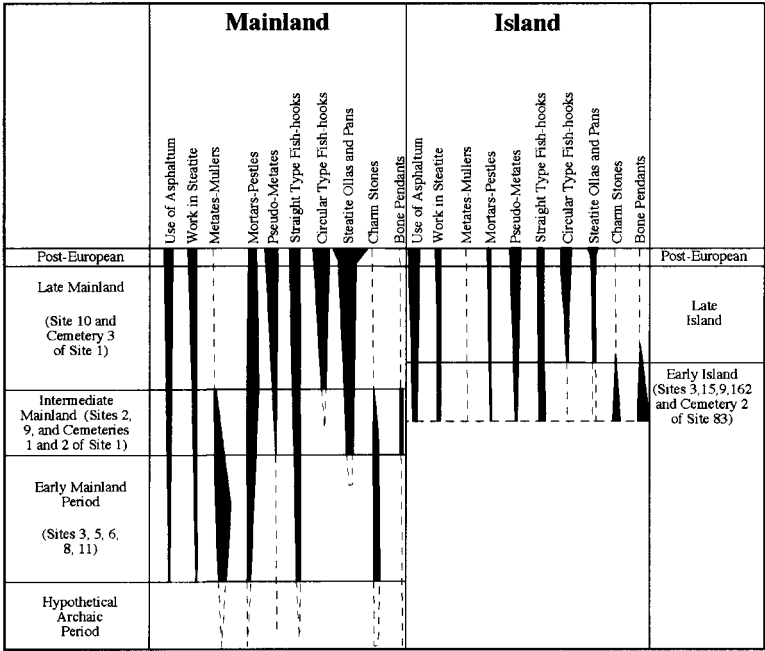 Mainland
Island
Use of Asphaltum
Work in Steatite
Metates-Mullers
Mortars-Pestles
Pseudo-Metates
Straight Type Fish-hooks
Circular Type Fish-hooks
Steatite Ollas and Pans
Charm Stones
Bone Pendants
Use of Asphaltum
Work in Steatite
Metates-Mullers
Mortars-Pestles
Pseudo-Metates
Straight Type Fish-hooks
Circular Type Fish-hooks
Steatite Ollas and Pans
Charm Stones
Bone Pendants
Post-European
Post-European
Late Mainland
(Site 10 and
Cemetery 3
of Site 1)
Late
Island
Intermediate
Mainland (Sites 2,
9, and Cemeteries
1 and 2 of Site 1)
Early Island
(Sites 3,15,9,162
and Cemetery 2
of Site 83)
Early Mainland
Period
(Sites 3, 5, 6,
8, 11)
Hypothetical
Archaic
Period